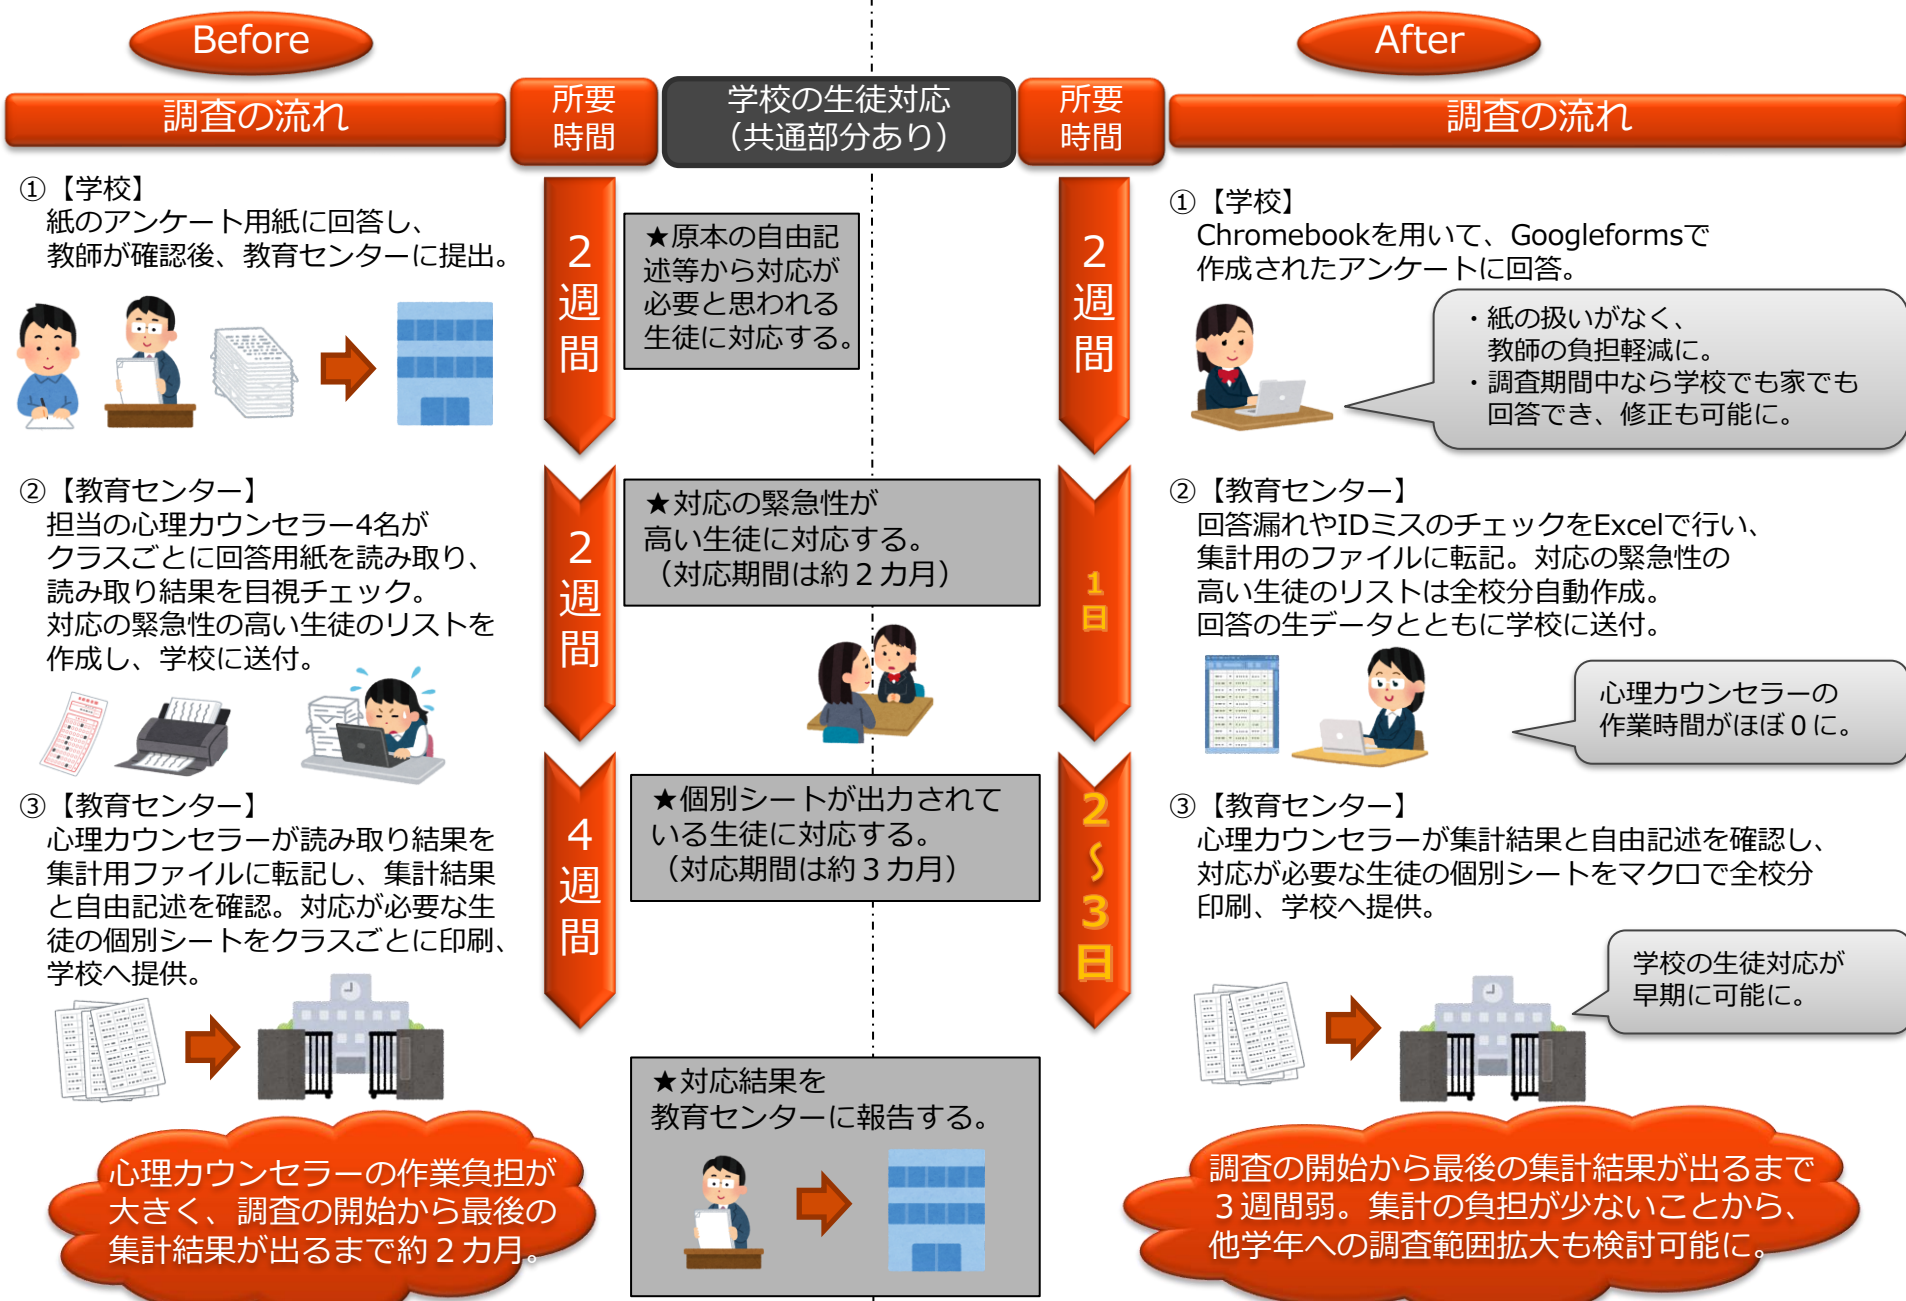 Before
調査の流れ
所要
時間
①【学校】
紙のアンケート用紙に回答し、
教師が確認後、教育センターに提出。
2
週
間
②【教育センター】
担当の心理カウンセラー4名が
クラスごとに回答用紙を読み取り、
読み取り結果を目視チェック。
対応の緊急性の高い生徒のリストを
作成し、学校に送付。
2
週
間
③【教育センター】
心理カウンセラーが読み取り結果を
集計用ファイルに転記し、集計結果
と自由記述を確認。対応が必要な生
徒の個別シートをクラスごとに印刷、
学校へ提供。
4
週
間
心理カウンセラーの作業負担が
大きく、調査の開始から最後の
集計結果が出るまで約２カ月。
学校の生徒対応
（共通部分あり）
★原本の自由記
述等から対応が
必要と思われる
生徒に対応する。
★対応の緊急性が
高い生徒に対応する。
（対応期間は約２カ月）
★個別シートが出力されて
いる生徒に対応する。
（対応期間は約３カ月）
★対応結果を
教育センターに報告する。
After
所要
時間
調査の流れ
2
週
間
①【学校】
Chromebookを用いて、Googleformsで
作成されたアンケートに回答。
・紙の扱いがなく、
教師の負担軽減に。
・調査期間中なら学校でも家でも
回答でき、修正も可能に。
1
日
②【教育センター】
回答漏れやIDミスのチェックをExcelで行い、
集計用のファイルに転記。対応の緊急性の
高い生徒のリストは全校分自動作成。
回答の生データとともに学校に送付。
心理カウンセラーの
作業時間がほぼ０に。
2
～
3
日
③【教育センター】
心理カウンセラーが集計結果と自由記述を確認し、
対応が必要な生徒の個別シートをマクロで全校分
印刷、学校へ提供。
学校の生徒対応が
早期に可能に。
調査の開始から最後の集計結果が出るまで
３週間弱。集計の負担が少ないことから、
他学年への調査範囲拡大も検討可能に。